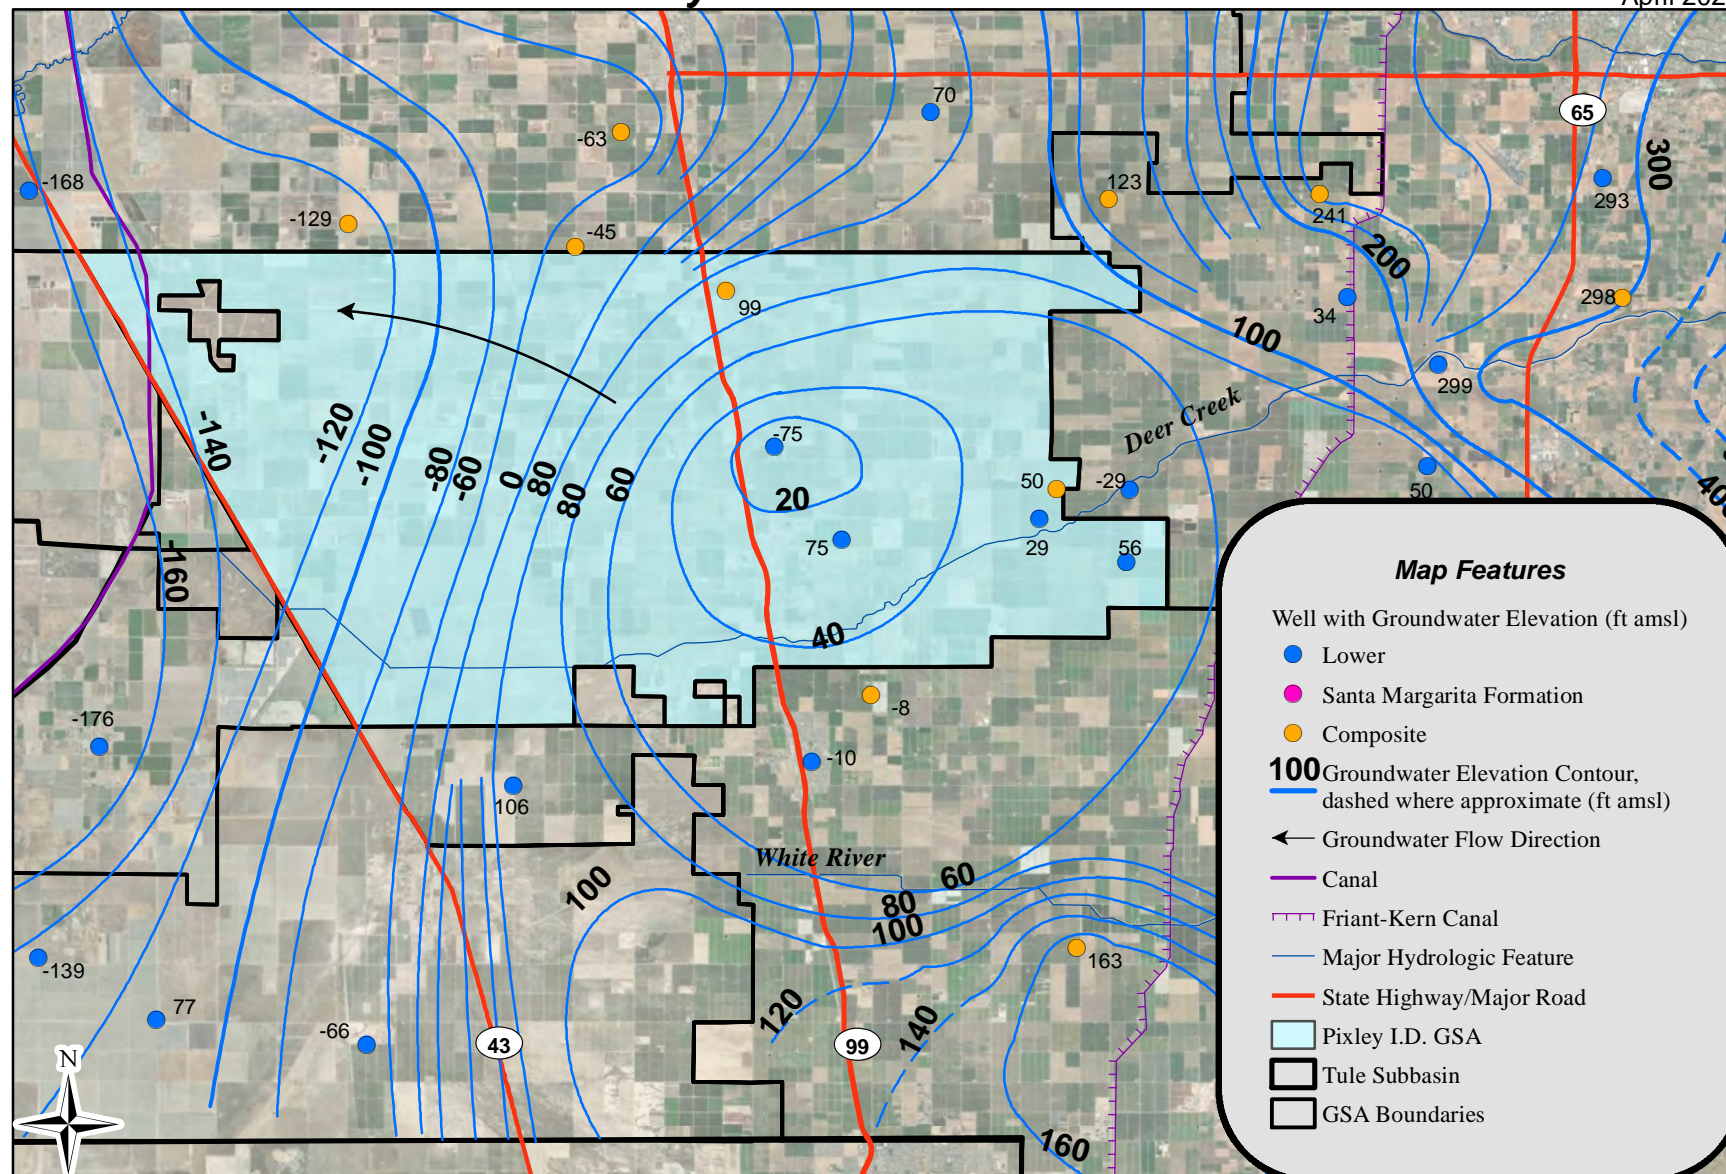 April 202
70
-63
65
300
-168
123
293
-129
241
-45
200
298
99
34
100
299
-120
-140
-100
-80
-60
0
80
80
60
-75
Deer Creek
20
50
-29
50
400
75
29
56
-160
40
-8
-176
-10
106
White River
100
60
80
100
163
-139
77
120
140
-66
43
99
N
160
Map Features
Well with Groundwater Elevation (ft amsl)
Lower
Santa Margarita Formation
Composite
100 Groundwater Elevation Contour,
dashed where approximate (ft amsl)
Groundwater Flow Direction
Canal
Friant-Kern Canal
Major Hydrologic Feature
State Highway/Major Road
Pixley I.D. GSA
Tule Subbasin
GSA Boundaries